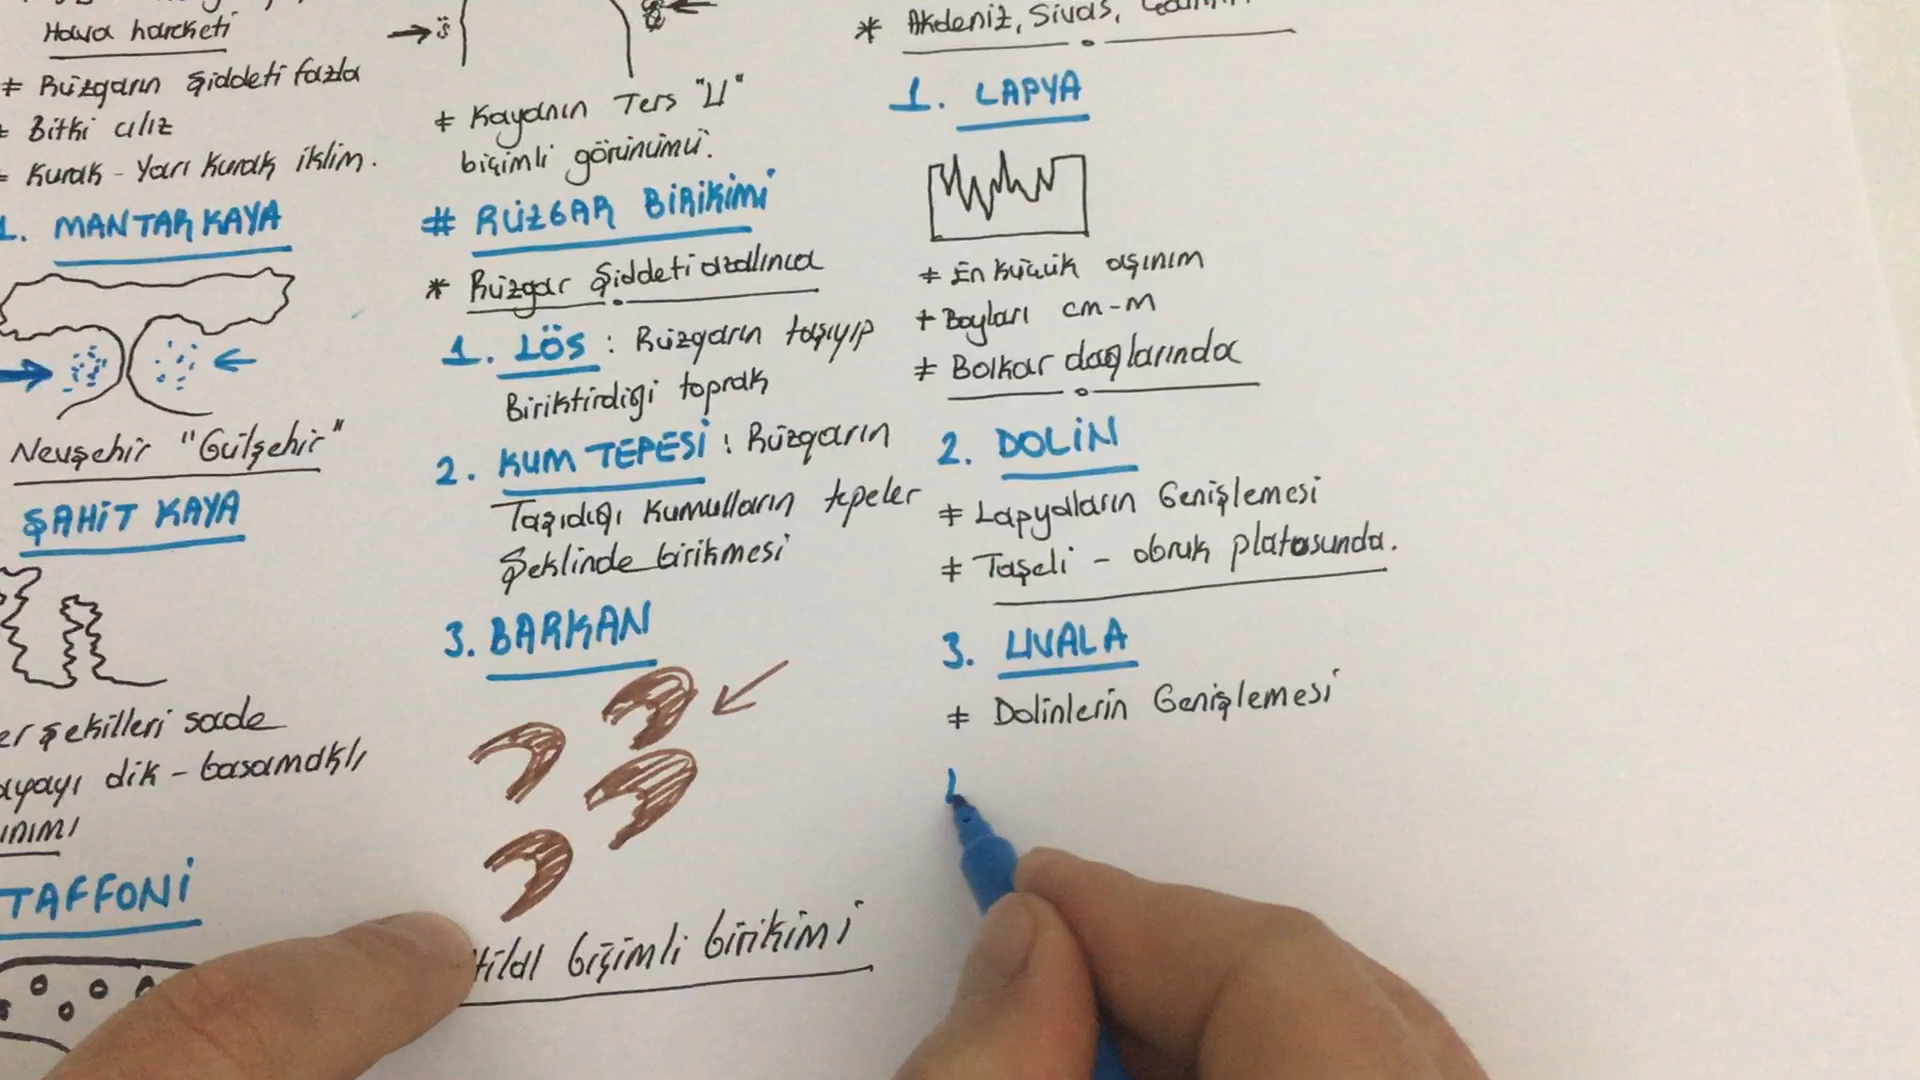 Hava hareketi
≠ Rüzgarın şiddeti fazla
= Bitki cılız
= Kurak - Yarı Kurak iklim.
1. MANTAR KAYA
Nevşehir "Gülşehir"
ŞAHİT KAYA
er şekilleri sade
ayayı dik - basamaklı
ınımı
TAFFONİ
≠ Kayanın Ters "U"
biçimli görünümü.
# RÜZGAR BİRİKİMİ
* Rüzgar Şiddeti azalınca
1. LÖS : Rüzgarın taşıyıp
Biriktirdiği toprak
2. KUM TEPESİ : Rüzgarın
Taşıdığı Kumulların tepeler
Şeklinde birikmesi
3. BARKAN
Hilal biçimli birikimi
* Akdeniz, Sivas,
1. LAPYA
≠ En küçük aşınım
+ Boyları cm-m
≠ Bolkar dağlarında
2. DOLİN
≠ Lapyaların Genişlemesi
≠ Taşeli - obruk platosunda.
3. UVALA
≠ Dolinlerin Genişlemesi